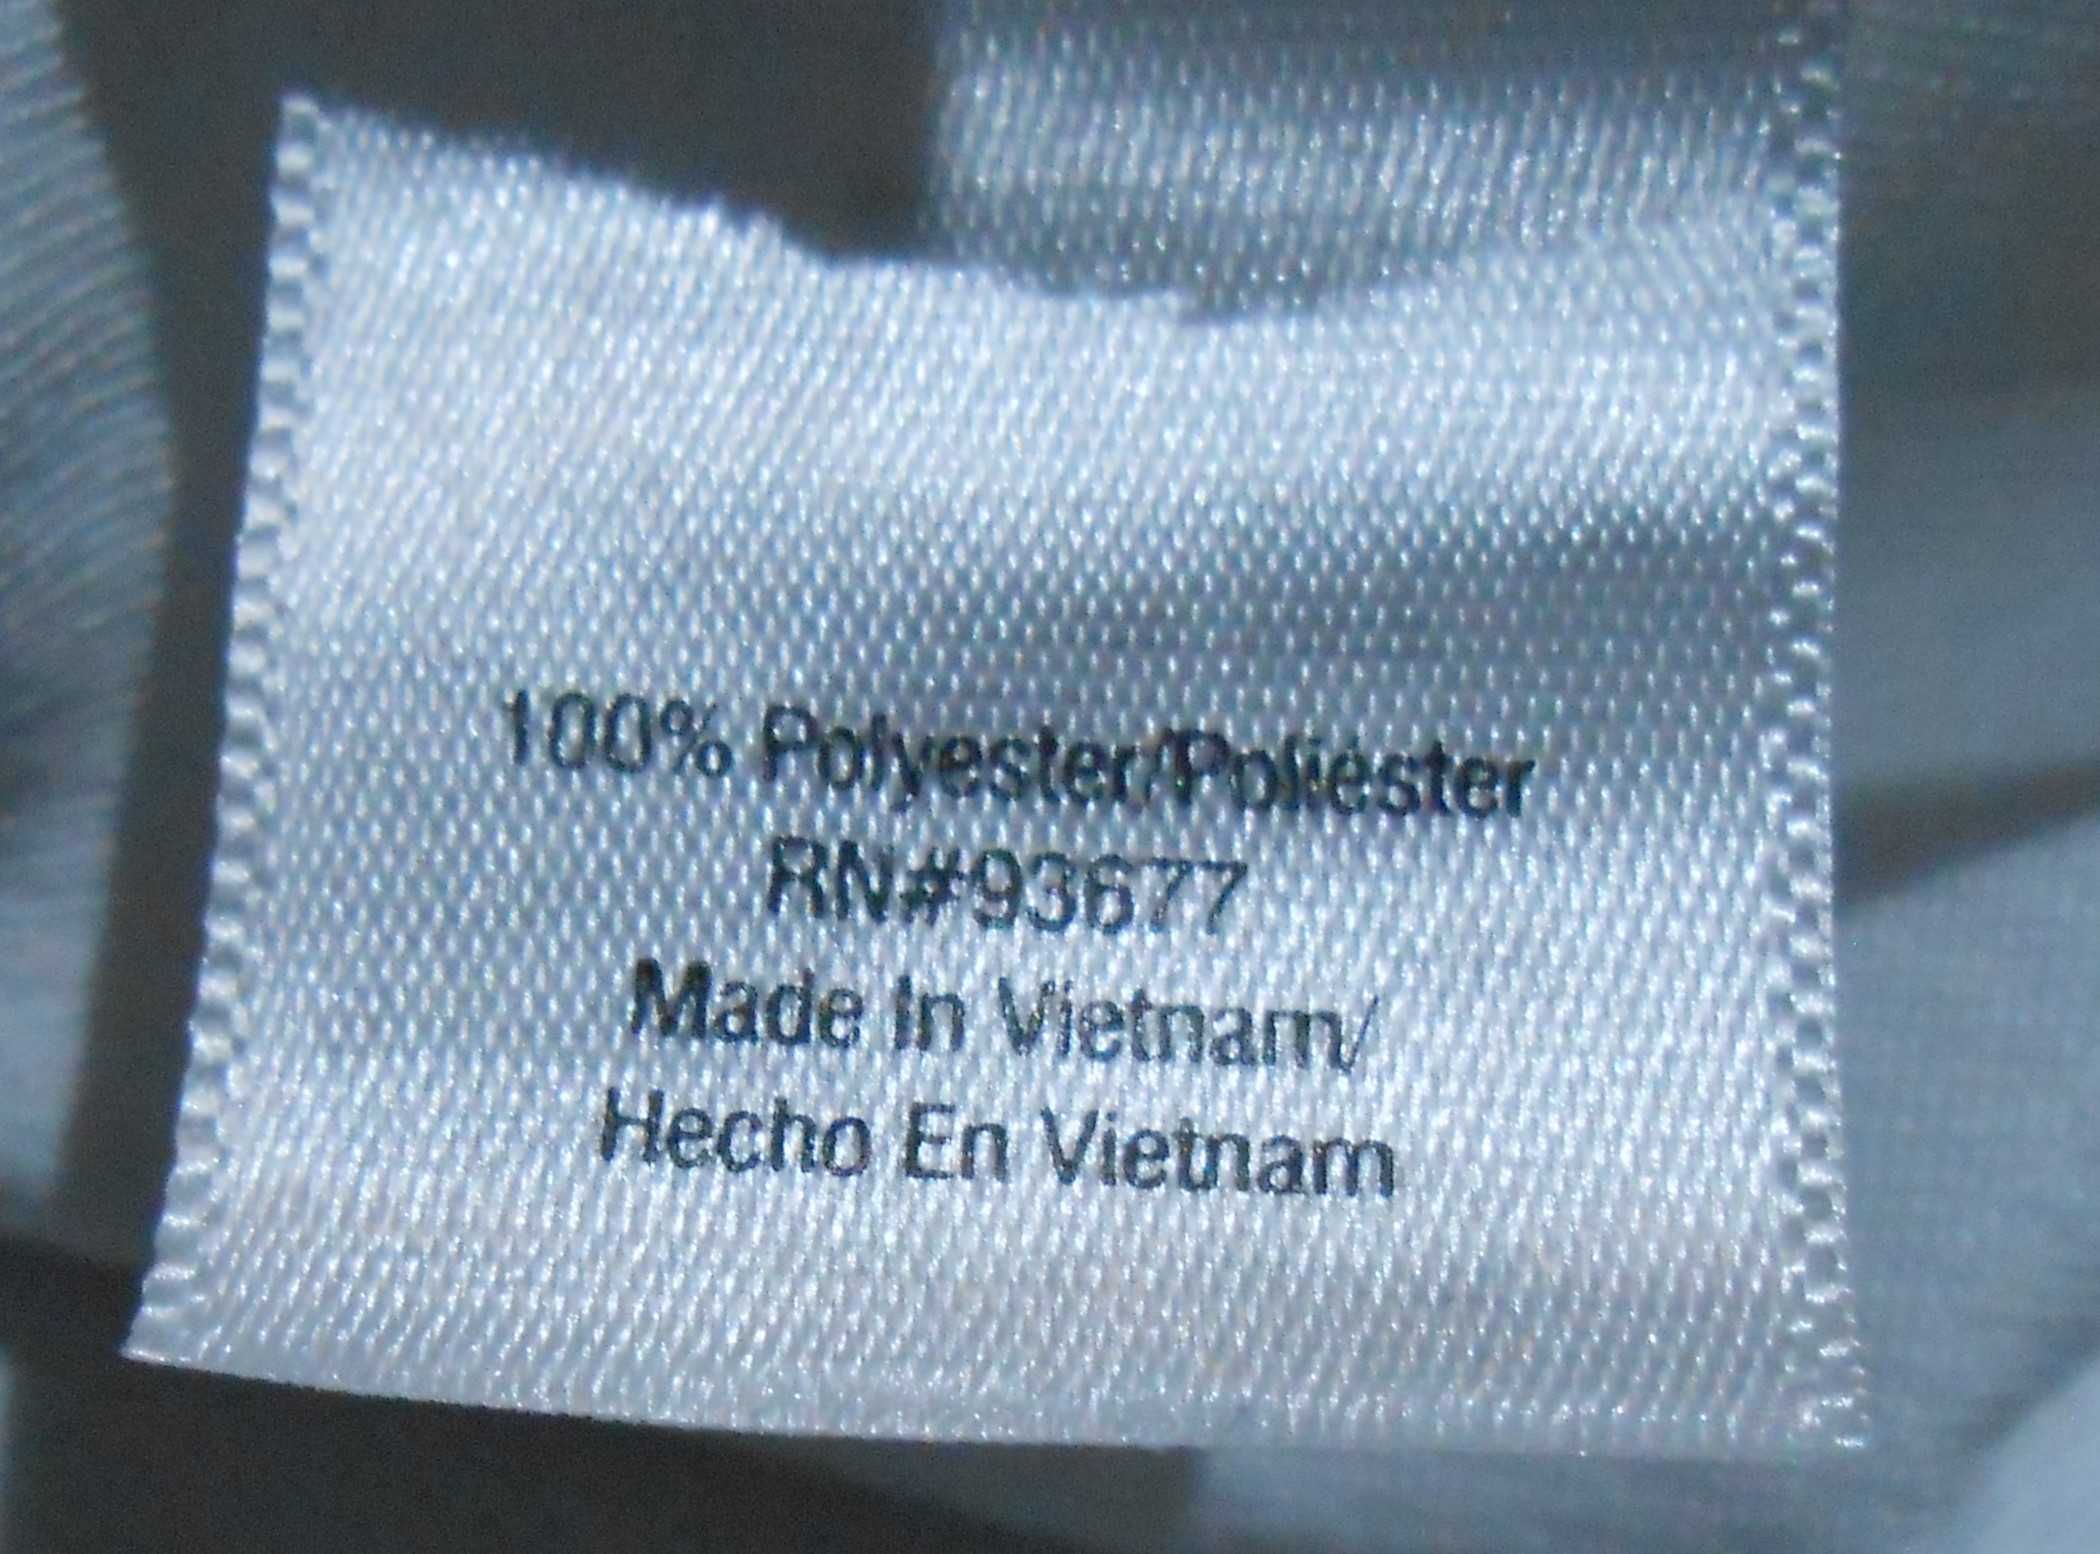 100% Polyester/Poliéster
RN#93677
Made In Vietnam/
Hecho En Vietnam